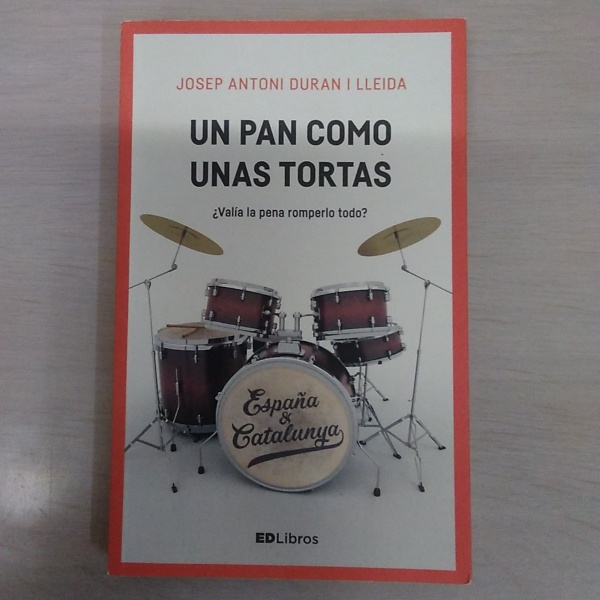 JOSEP ANTONI DURAN I LLEIDA
UN PAN COMO
UNAS TORTAS
¿Valía la pena romperlo todo?
España
&
Catalunya
EDLibros